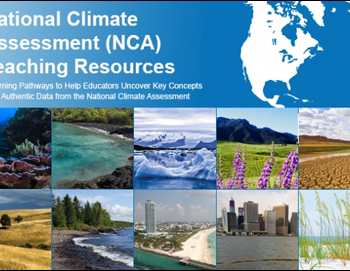 ational Climate
ssessment (NCA)
eaching Resources
rning Pathways to Help Educators Uncover Key Concepts
Authentic Data from the National Climate Assessment